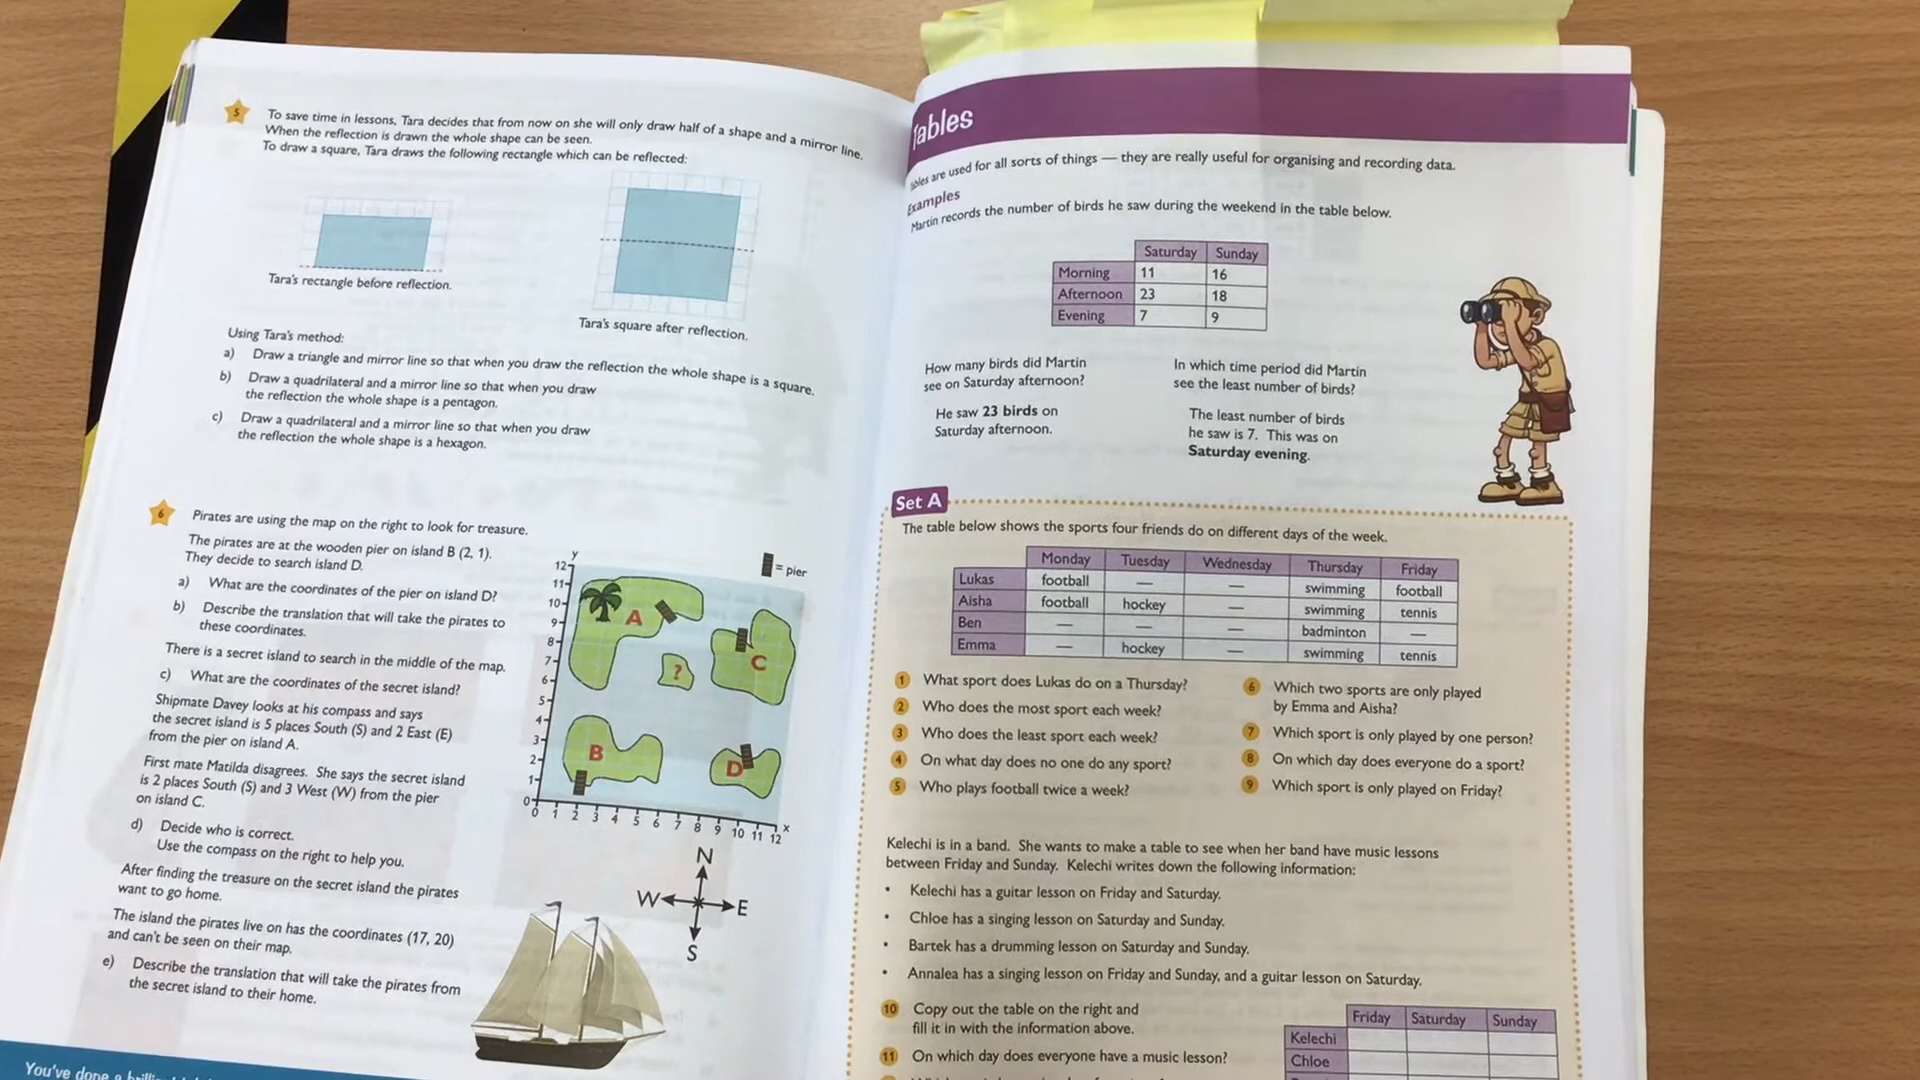 5
To save time in lessons, Tara decides that from now on she will only draw half of a shape and a mirror line.
When the reflection is drawn the whole shape can be seen.
To draw a square, Tara draws the following rectangle which can be reflected:
Tara's rectangle before reflection.
Tara's square after reflection.
Using Tara's method:
a) Draw a triangle and mirror line so that when you draw the reflection the whole shape is a square.
b) Draw a quadrilateral and a mirror line so that when you draw
the reflection the whole shape is a pentagon.
c) Draw a quadrilateral and a mirror line so that when you draw
the reflection the whole shape is a hexagon.
6
Pirates are using the map on the right to look for treasure.
The pirates are at the wooden pier on island B (2, 1).
They decide to search island D.
a) What are the coordinates of the pier on island D?
b) Describe the translation that will take the pirates to
these coordinates.
There is a secret island to search in the middle of the map.
c) What are the coordinates of the secret island?
Shipmate Davey looks at his compass and says
the secret island is 5 places South (S) and 2 East (E)
from the pier on island A.
First mate Matilda disagrees. She says the secret island
is 2 places South (S) and 3 West (W) from the pier
on island C.
d) Decide who is correct.
Use the compass on the right to help you.
After finding the treasure on the secret island the pirates
want to go home.
The island the pirates live on has the coordinates (17, 20)
and can't be seen on their map.
e) Describe the translation that will take the pirates from
the secret island to their home.
= pier
y
12
11
10
9
8
7
6
5
4
3
2
1
0
0 1 2 3 4 5 6 7 8 9 10 11 12 x
A
C
?
B
D
N
W E
S
You've done a
Tables
Tables are used for all sorts of things — they are really useful for organising and recording data.
Examples
Martin records the number of birds he saw during the weekend in the table below.
Saturday Sunday
Morning 11 16
Afternoon 23 18
Evening 7 9
How many birds did Martin
see on Saturday afternoon?
He saw 23 birds on
Saturday afternoon.
In which time period did Martin
see the least number of birds?
The least number of birds
he saw is 7. This was on
Saturday evening.
Set A
The table below shows the sports four friends do on different days of the week.
Monday Tuesday Wednesday Thursday Friday
Lukas football — — swimming football
Aisha football hockey — swimming tennis
Ben — — — badminton —
Emma — hockey — swimming tennis
1 What sport does Lukas do on a Thursday?
2 Who does the most sport each week?
3 Who does the least sport each week?
4 On what day does no one do any sport?
5 Who plays football twice a week?
6 Which two sports are only played
by Emma and Aisha?
7 Which sport is only played by one person?
8 On which day does everyone do a sport?
9 Which sport is only played on Friday?
Kelechi is in a band. She wants to make a table to see when her band have music lessons
between Friday and Sunday. Kelechi writes down the following information:
• Kelechi has a guitar lesson on Friday and Saturday.
• Chloe has a singing lesson on Saturday and Sunday.
• Bartek has a drumming lesson on Saturday and Sunday.
• Annalea has a singing lesson on Friday and Sunday, and a guitar lesson on Saturday.
10 Copy out the table on the right and
fill it in with the information above.
11 On which day does everyone have a music lesson?
Friday Saturday Sunday
Kelechi
Chloe